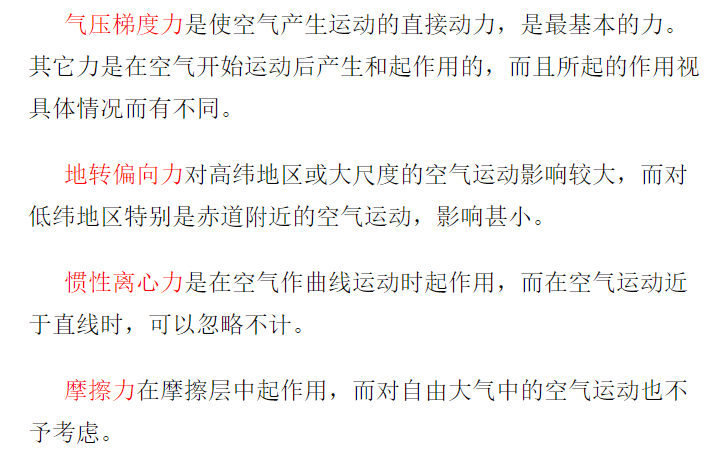 气压梯度力是使空气产生运动的直接动力，是最基本的力。
其它力是在空气开始运动后产生和起作用的，而且所起的作用视
具体情况而有不同。
地转偏向力对高纬地区或大尺度的空气运动影响较大，而对
低纬地区特别是赤道附近的空气运动，影响甚小。
惯性离心力是在空气作曲线运动时起作用，而在空气运动近
于直线时，可以忽略不计。
摩擦力在摩擦层中起作用，而对自由大气中的空气运动也不
予考虑。